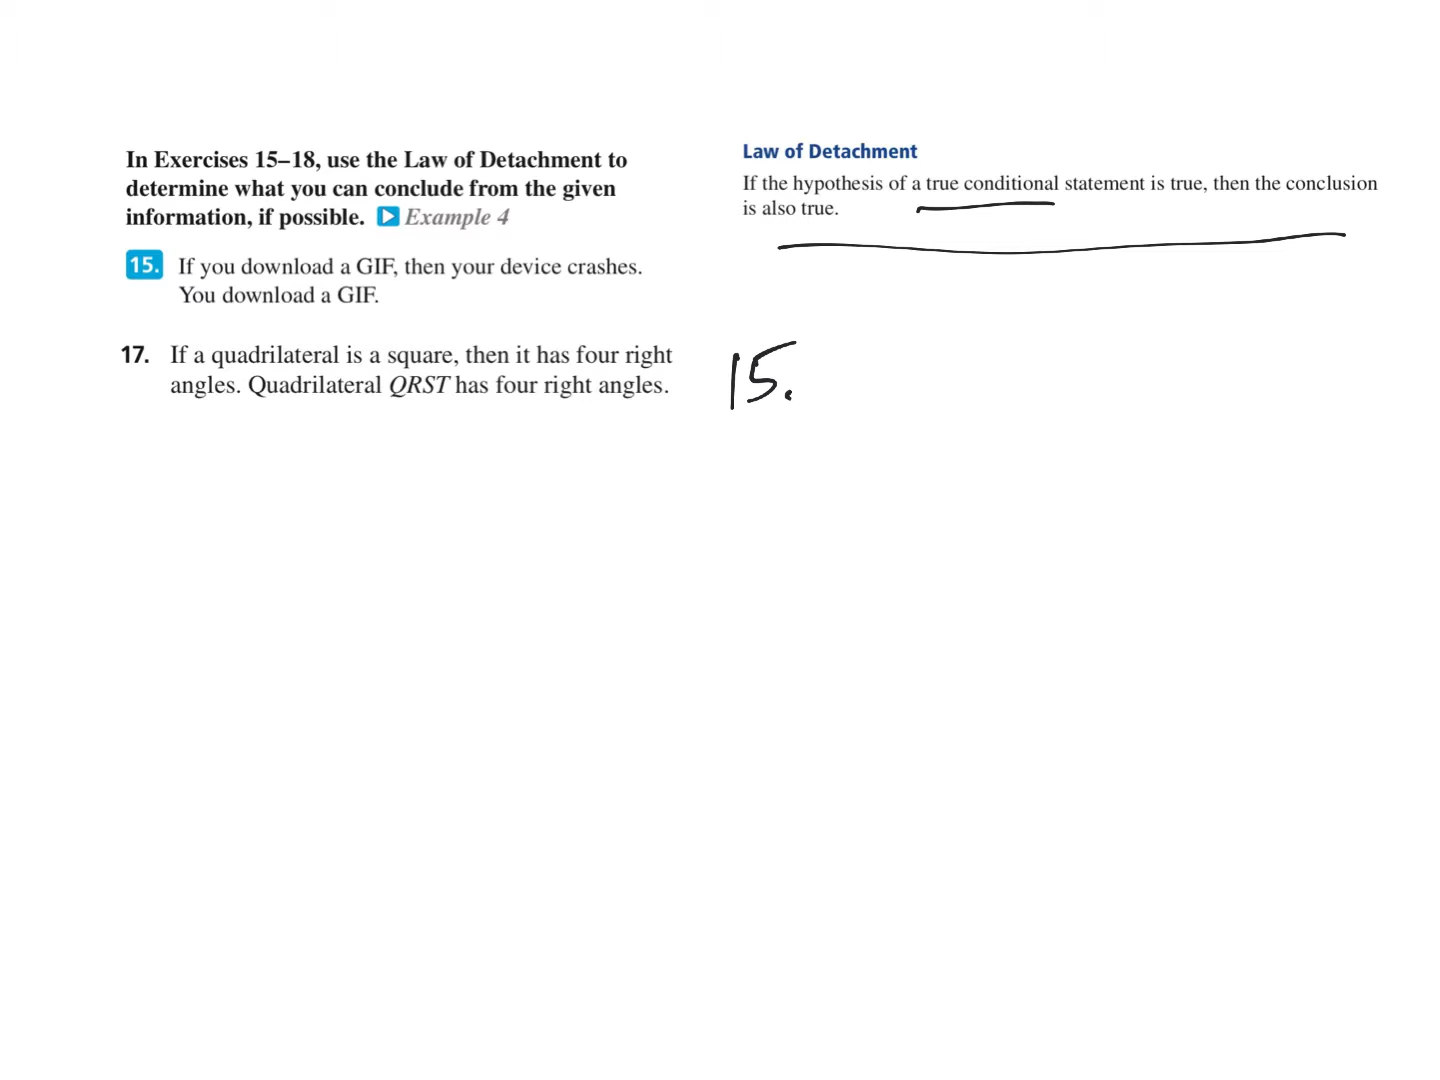 In Exercises 15–18, use the Law of Detachment to
determine what you can conclude from the given
information, if possible. Example 4
15. If you download a GIF, then your device crashes.
You download a GIF.
17. If a quadrilateral is a square, then it has four right
angles. Quadrilateral QRST has four right angles.
Law of Detachment
If the hypothesis of a true conditional statement is true, then the conclusion
is also true.
15.